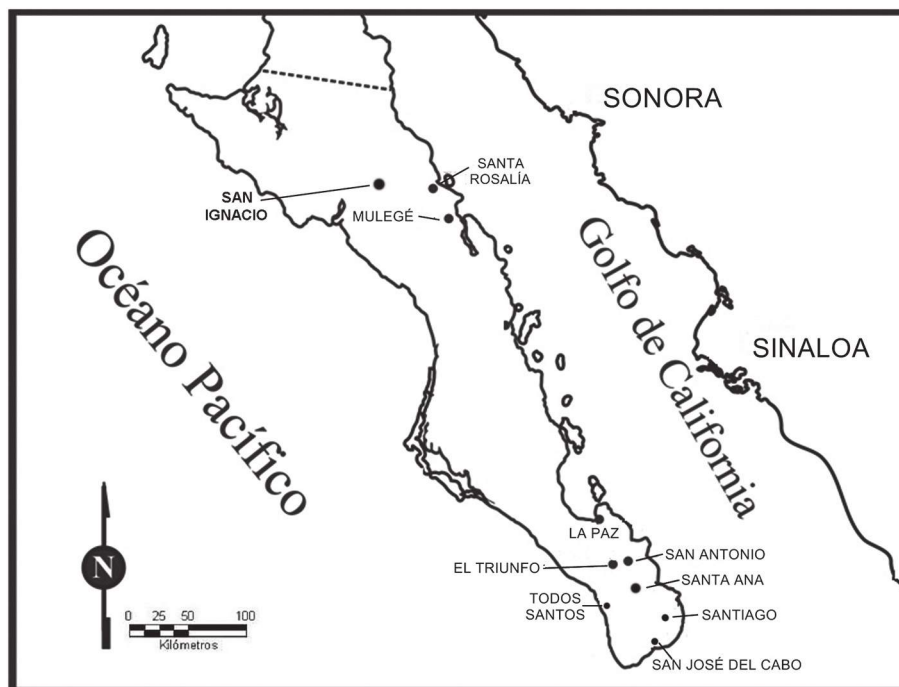 SONORA
SANTA
ROSALÍA
SAN
IGNACIO
MULEGÉ
Océano Pacífico
Golfo de California
SINALOA
LA PAZ
SAN ANTONIO
EL TRIUNFO
SANTA ANA
TODOS
SANTOS
SANTIAGO
SAN JOSÉ DEL CABO
N
0 25 50 100
Kilómetros